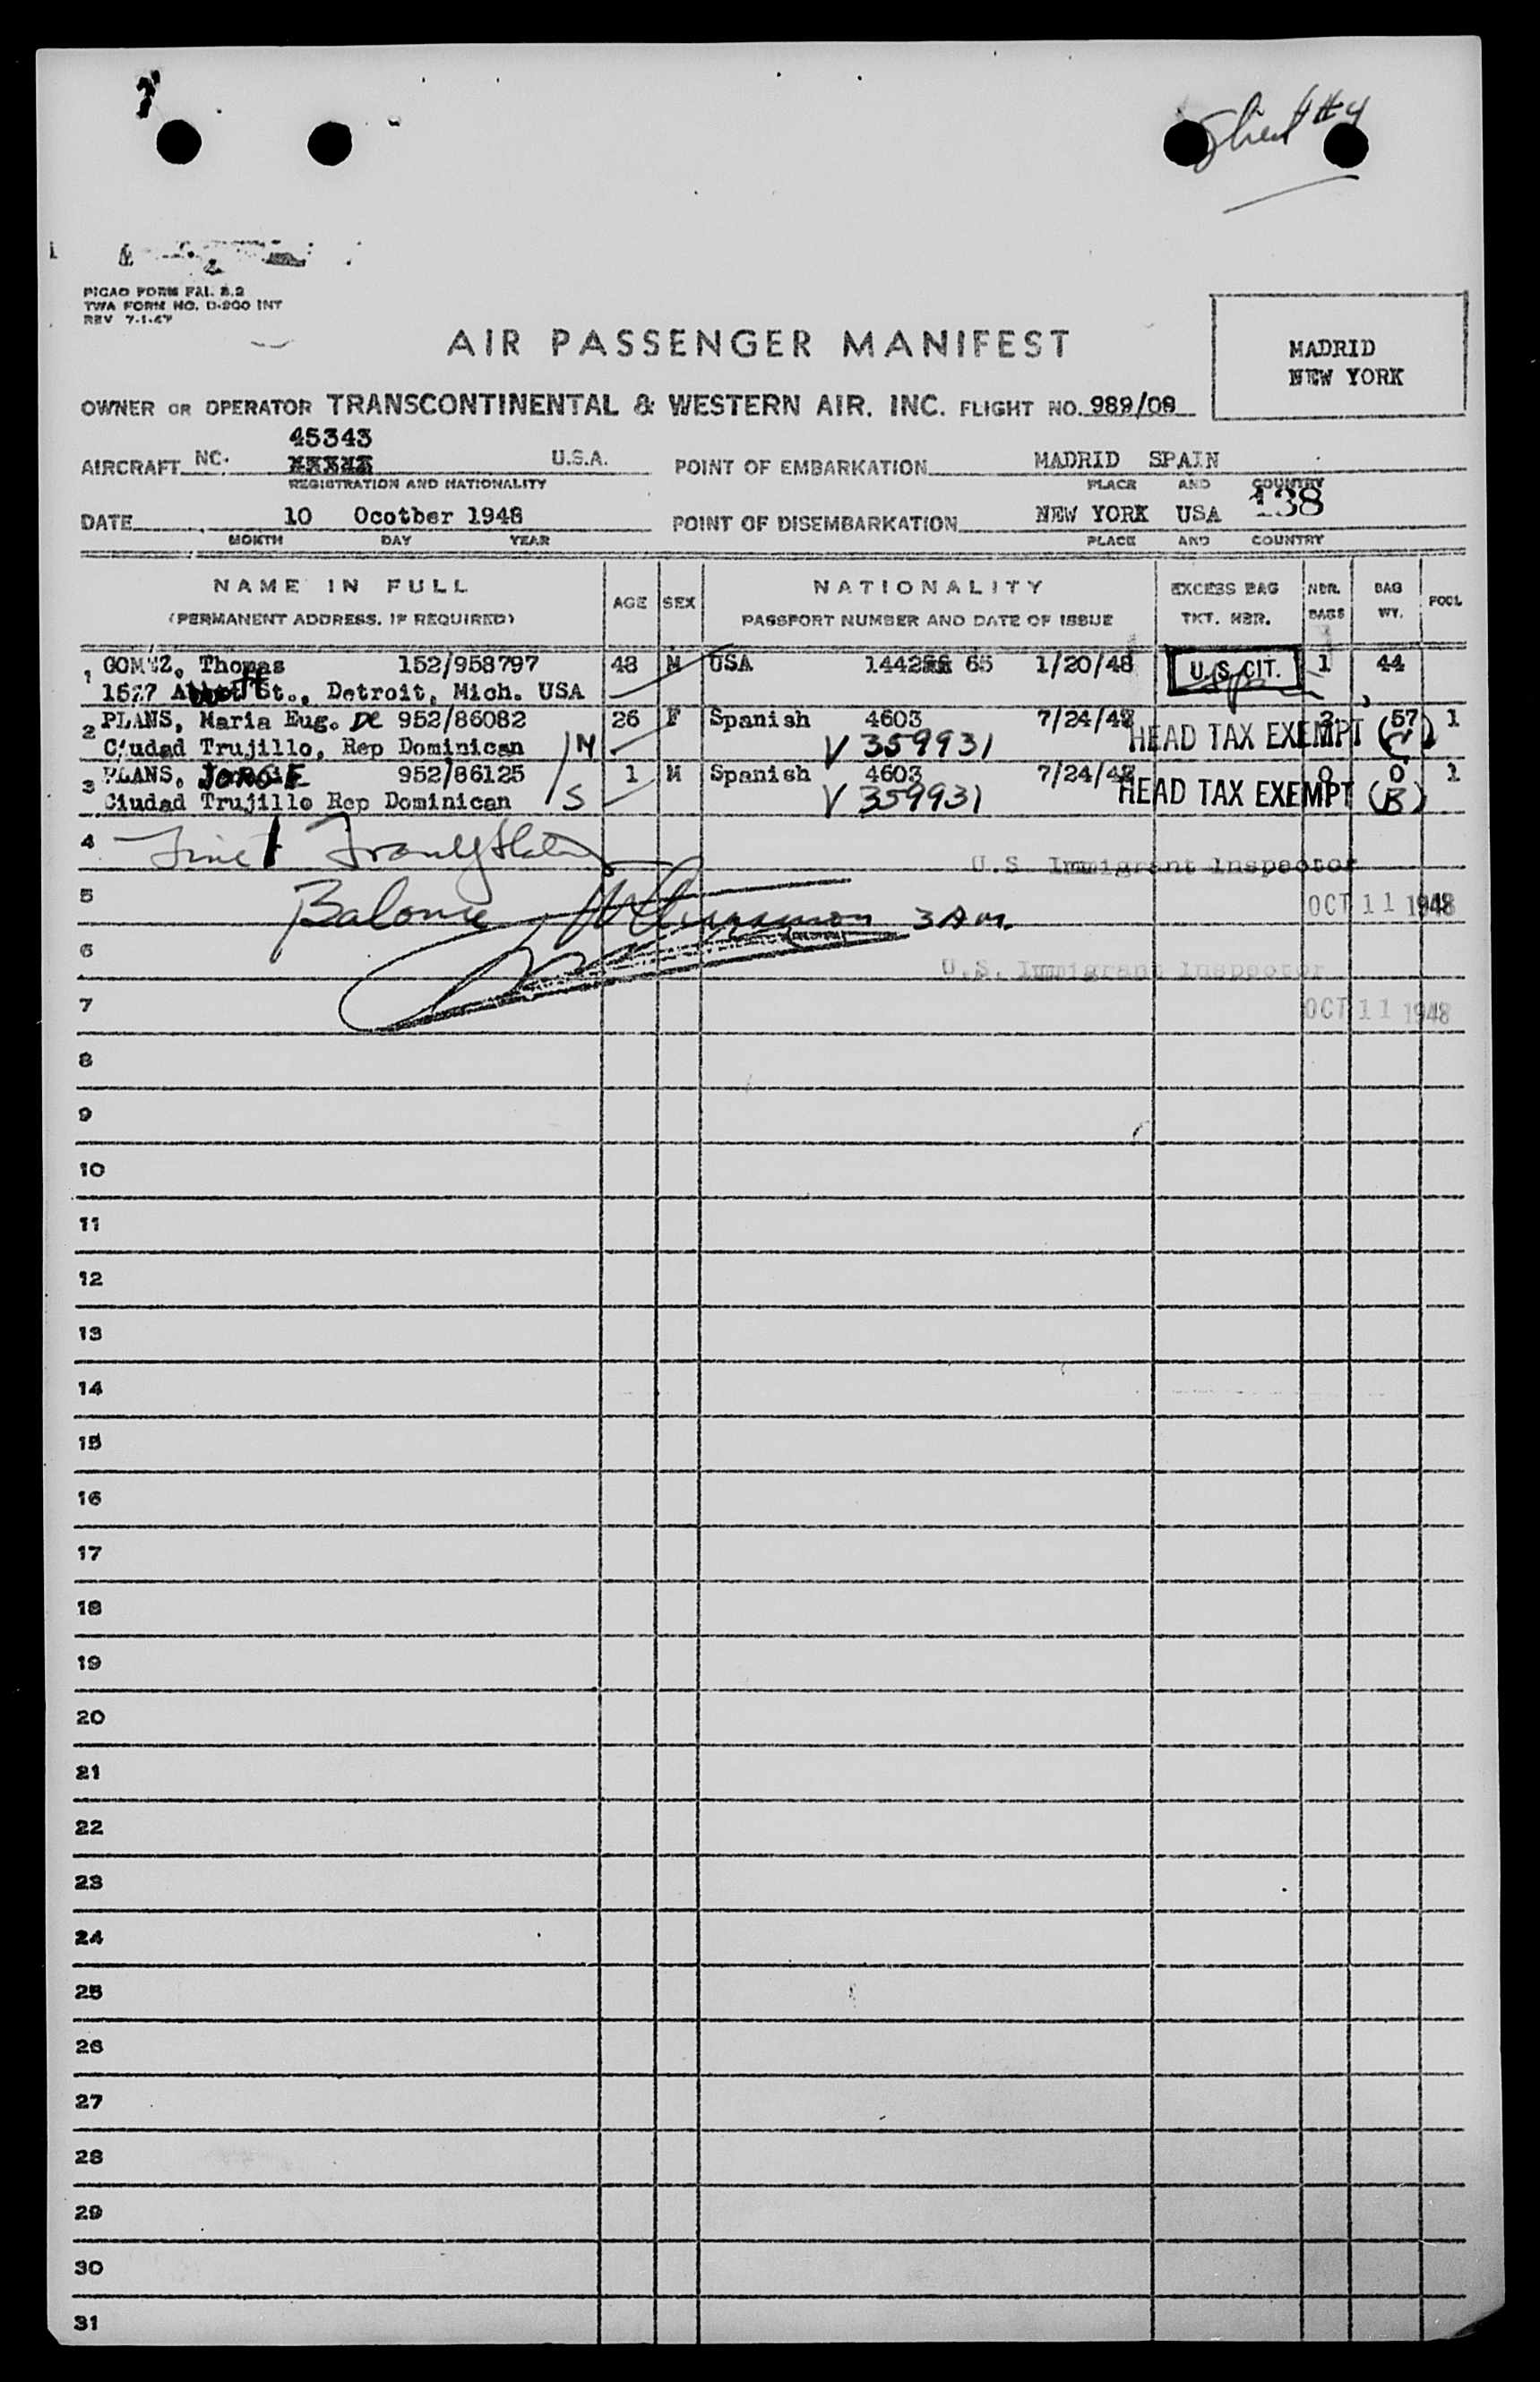 Sheet #4
PICAO FORM FAL. 2.2
TWA FORM NO. D-200 INT
REV 7-1-47
AIR PASSENGER MANIFEST
MADRID
NEW YORK
OWNER OR OPERATOR TRANSCONTINENTAL & WESTERN AIR, INC. FLIGHT NO. 989/08
45343
AIRCRAFT NC. U.S.A. POINT OF EMBARKATION MADRID SPAIN
REGISTRATION AND NATIONALITY PLACE AND COUNTRY
138
DATE 10 Ocotber 1948 POINT OF DISEMBARKATION NEW YORK USA
MONTH DAY YEAR PLACE AND COUNTRY
NAME IN FULL AGE SEX NATIONALITY EXCESS BAG NBR. BAG POOL
(PERMANENT ADDRESS, IF REQUIRED) PASSPORT NUMBER AND DATE OF ISSUE TKT. NBR. BAGS WT.
1 GOMEZ, Thomas 152/958797 48 M USA 1442 65 1/20/48 U.S. CIT. 1 44
1527 St., Detroit, Mich. USA
2 PLANS, Maria Eug. De 952/86082 26 F Spanish 4603 7/24/48 2 57 1
Ciudad Trujillo, Rep Dominican /M V 359931 HEAD TAX EXEMPT
3 PLANS, JORGE 952/86125 1 M Spanish 4603 7/24/48 0 0 1
Ciudad Trujillo Rep Dominican /S V 359931 HEAD TAX EXEMPT (B)
4
U.S. Immigrant Inspector
5 3 Am. OCT 11 1948
6
U.S. Immigrant Inspector
7 OCT 11 1948
8
9
10
11
12
13
14
15
16
17
18
19
20
21
22
23
24
25
26
27
28
29
30
31